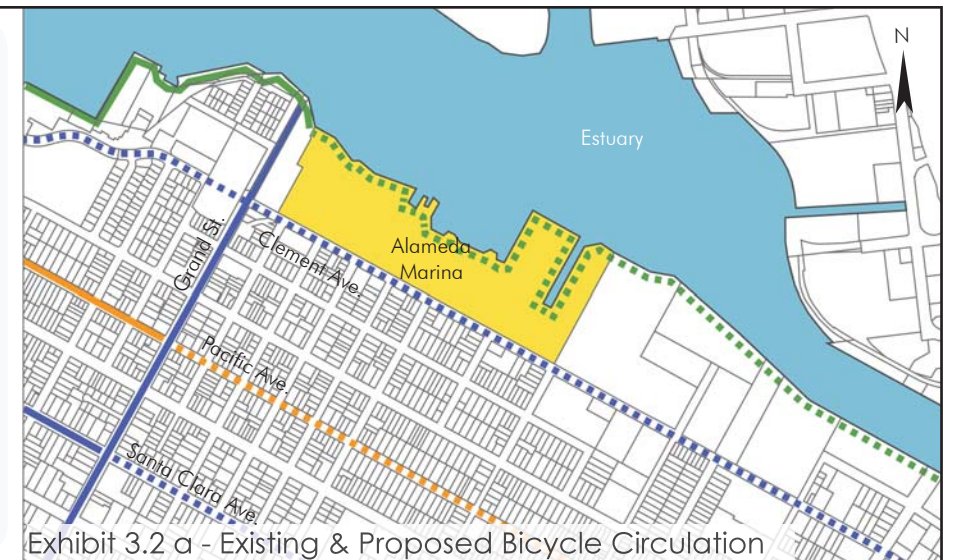 N
Estuary
Grand St.
Clement Ave.
Alameda
Marina
Pacific Ave.
Santa Clara Ave.
Exhibit 3.2 a - Existing & Proposed Bicycle Circulation